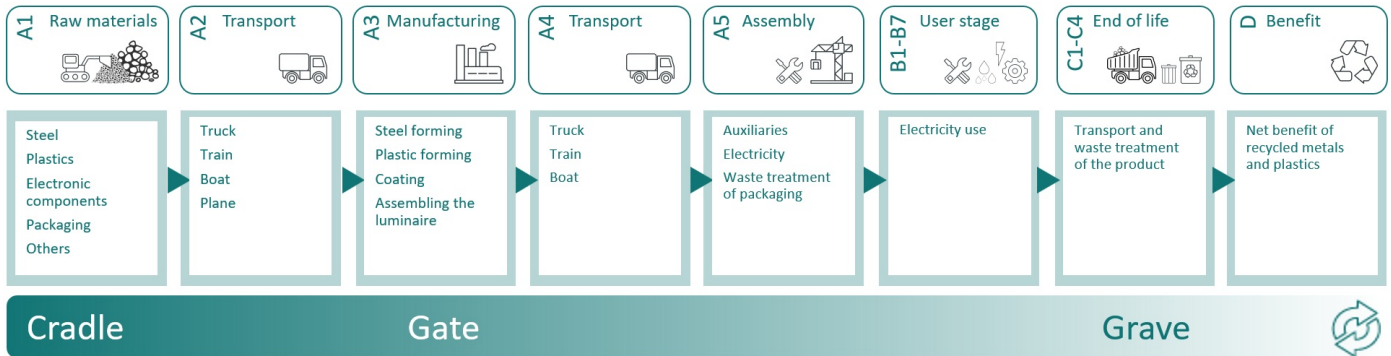 A1 Raw materials
A2 Transport
A3 Manufacturing
A4 Transport
A5 Assembly
B1-B7 User stage
C1-C4 End of life
D Benefit
Steel
Plastics
Electronic
components
Packaging
Others
Truck
Train
Boat
Plane
Steel forming
Plastic forming
Coating
Assembling the
luminaire
Truck
Train
Boat
Auxiliaries
Electricity
Waste treatment
of packaging
Electricity use
Transport and
waste treatment
of the product
Net benefit of
recycled metals
and plastics
Cradle
Gate
Grave